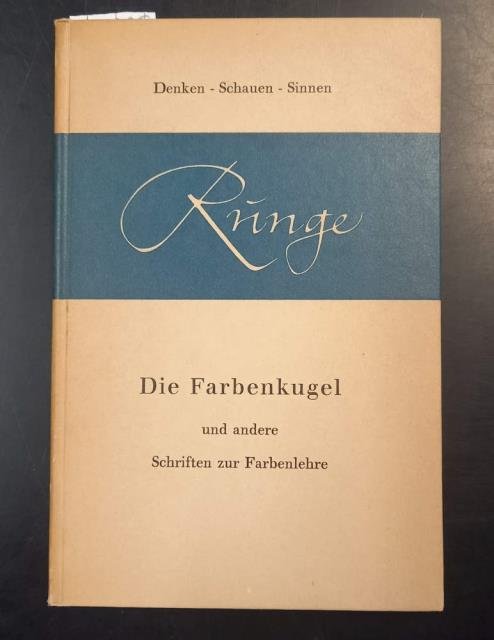 Denken - Schauen - Sinnen
Runge
Die Farbenkugel
und andere
Schriften zur Farbenlehre